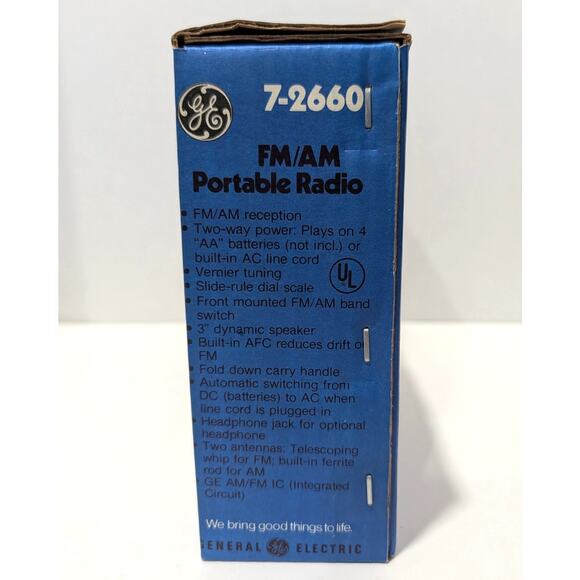 GE
7-2660
FM/AM
Portable Radio
• FM/AM reception
• Two-way power: Plays on 4
"AA" batteries (not incl.) or
built-in AC line cord
• Vernier tuning
• Slide-rule dial scale
UL
• Front mounted FM/AM band
switch
• 3" dynamic speaker
• Built-in AFC reduces drift on
FM
• Fold down carry handle
• Automatic switching from
DC (batteries) to AC when
line cord is plugged in
• Headphone jack for optional
headphone
• Two antennas: Telescoping
whip for FM; built-in ferrite
rod for AM
• GE AM/FM IC (Integrated
Circuit)
We bring good things to life.
GENERAL GE ELECTRIC